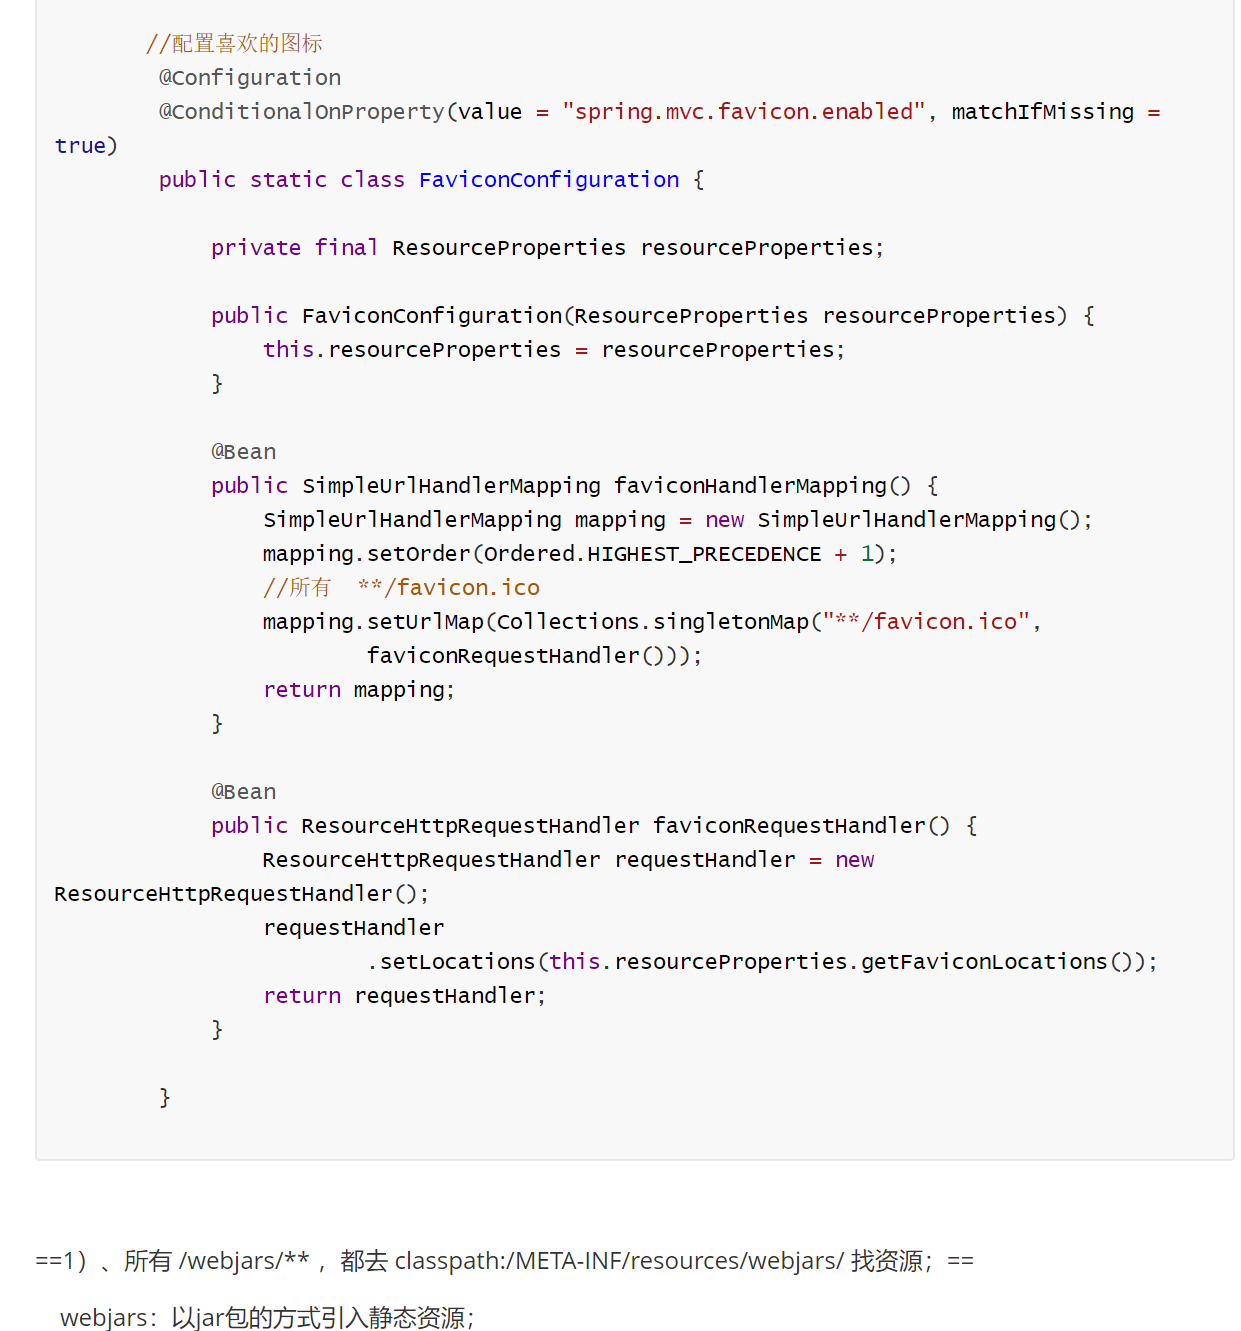 //配置喜欢的图标
@Configuration
@ConditionalOnProperty(value = "spring.mvc.favicon.enabled", matchIfMissing =
true)
public static class FaviconConfiguration {
private final ResourceProperties resourceProperties;
public FaviconConfiguration(ResourceProperties resourceProperties) {
this.resourceProperties = resourceProperties;
}
@Bean
public SimpleUrlHandlerMapping faviconHandlerMapping() {
SimpleUrlHandlerMapping mapping = new SimpleUrlHandlerMapping();
mapping.setOrder(Ordered.HIGHEST_PRECEDENCE + 1);
//所有  **/favicon.ico
mapping.setUrlMap(Collections.singletonMap("**/favicon.ico",
faviconRequestHandler()));
return mapping;
}
@Bean
public ResourceHttpRequestHandler faviconRequestHandler() {
ResourceHttpRequestHandler requestHandler = new
ResourceHttpRequestHandler();
requestHandler
.setLocations(this.resourceProperties.getFaviconLocations());
return requestHandler;
}
}
==1）、所有 /webjars/** ，都去 classpath:/META-INF/resources/webjars/ 找资源；==
webjars：以jar包的方式引入静态资源；